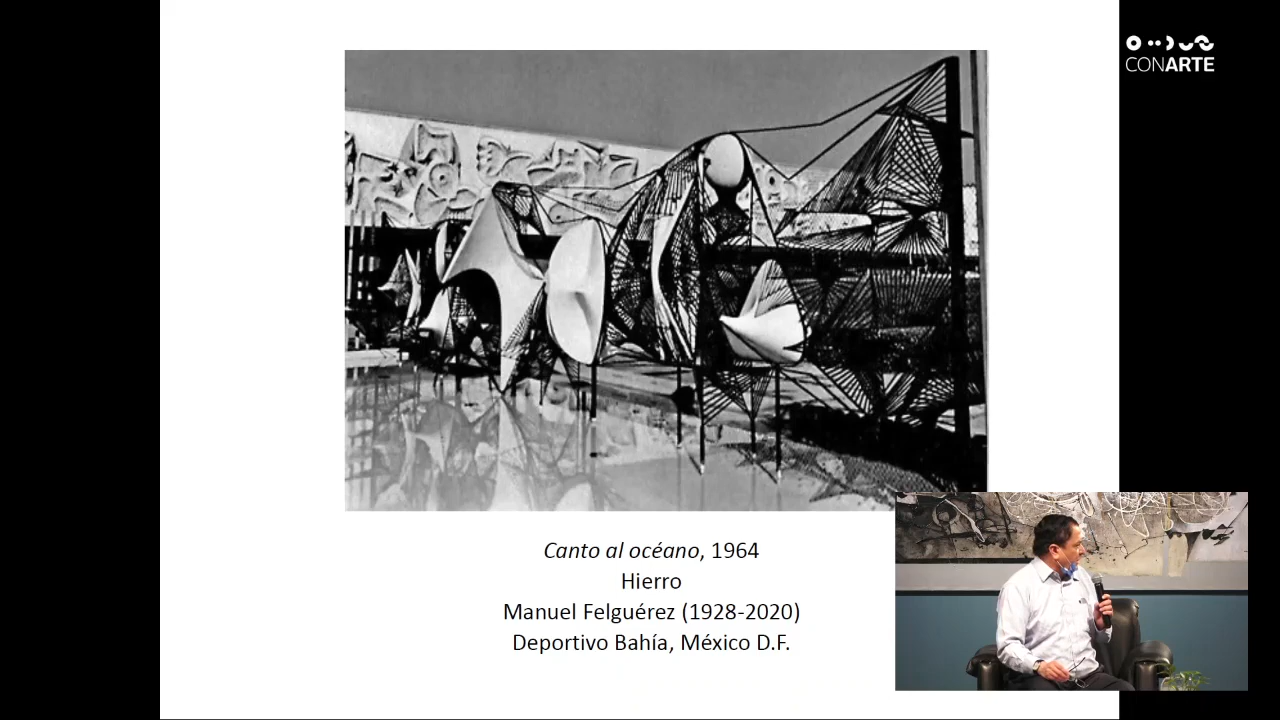 CONARTE
Canto al océano, 1964
Hierro
Manuel Felguérez (1928-2020)
Deportivo Bahía, México D.F.